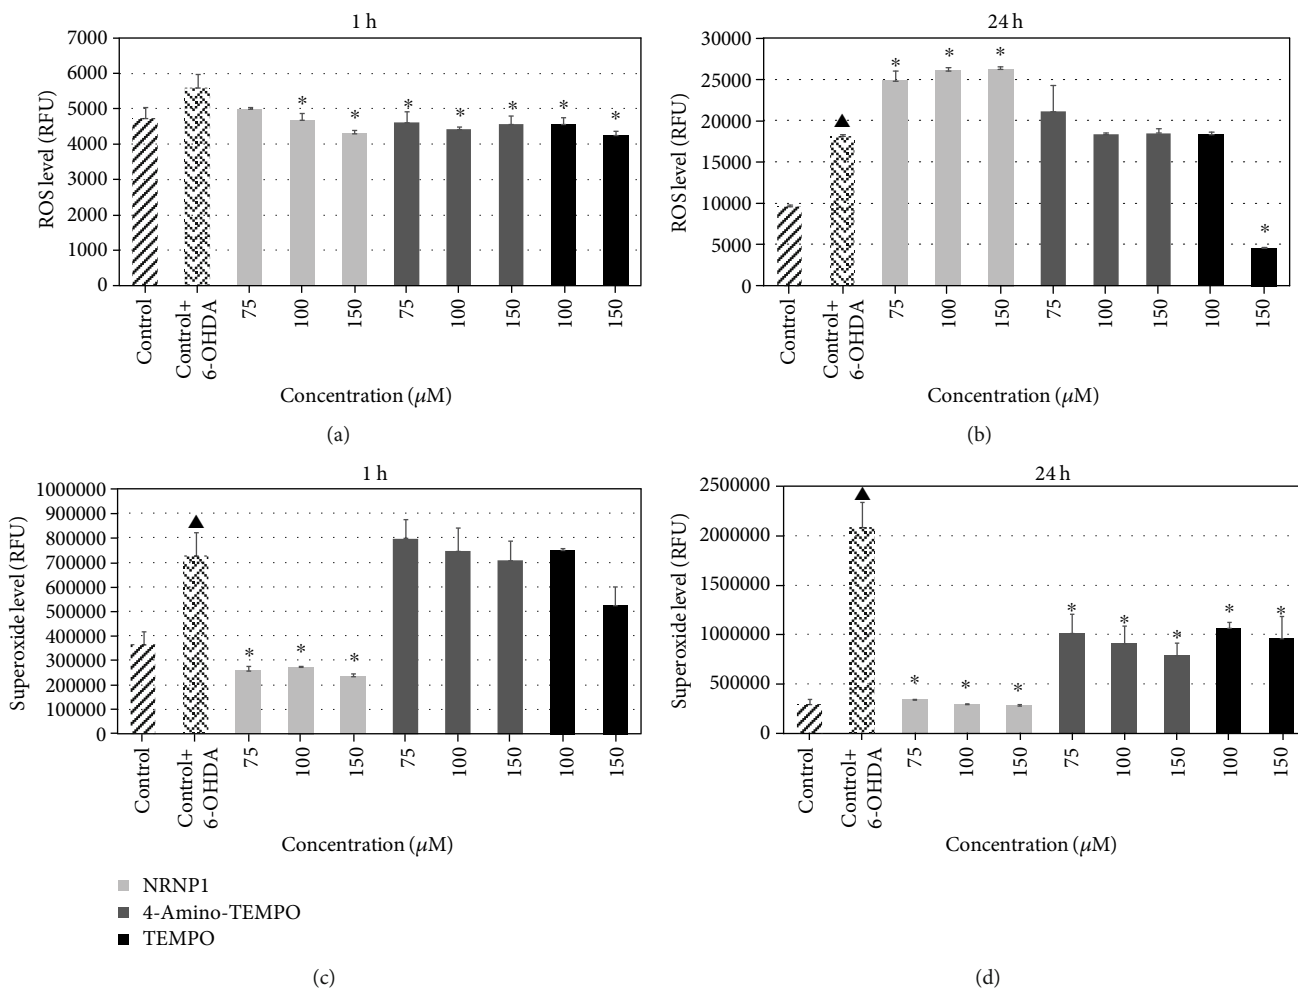 1 h
7000
6000
5000
4000
3000
2000
1000
0
ROS level (RFU)
* * * * * * *
Control
Control+
6-OHDA
75
100
150
75
100
150
100
150
Concentration (μM)
(a)
24 h
30000
25000
20000
15000
10000
5000
0
ROS level (RFU)
▲ * * * *
Control
Control+
6-OHDA
75
100
150
75
100
150
100
150
Concentration (μM)
(b)
1 h
1000000
900000
800000
700000
600000
500000
400000
300000
200000
100000
0
Superoxide level (RFU)
▲ * * *
Control
Control+
6-OHDA
75
100
150
75
100
150
100
150
Concentration (μM)
NRNP1
4-Amino-TEMPO
TEMPO
(c)
24 h
2500000
2000000
1500000
1000000
500000
0
Superoxide level (RFU)
▲ * * * * * * * *
Control
Control+
6-OHDA
75
100
150
75
100
150
100
150
Concentration (μM)
(d)